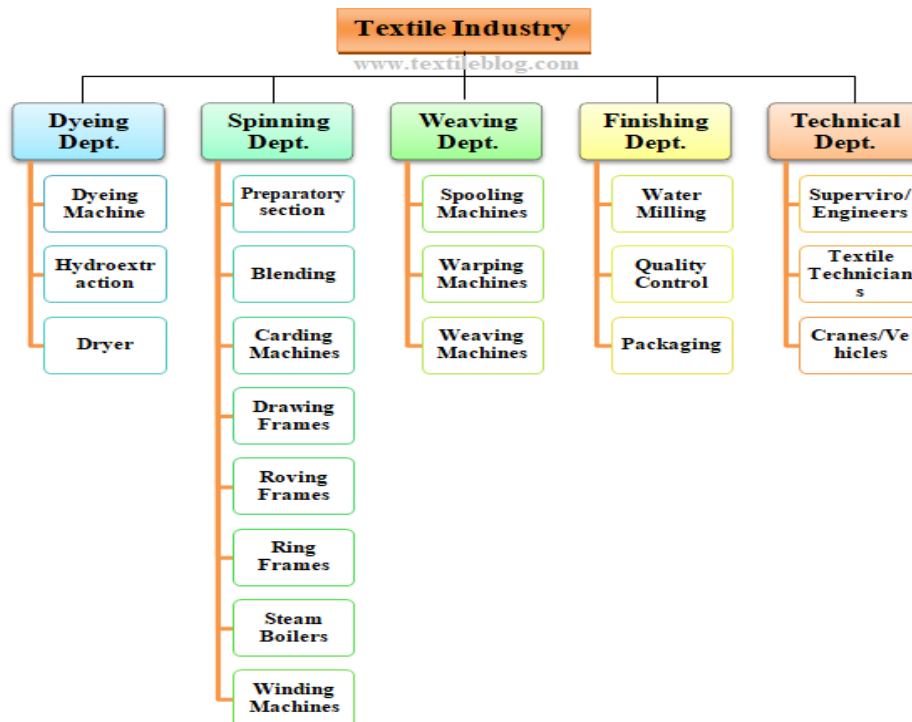 Textile Industry
www.textileblog.com
Dyeing
Dept.
Dyeing
Machine
Hydroextr
action
Dryer
Spinning
Dept.
Preparatory
section
Blending
Carding
Machines
Drawing
Frames
Roving
Frames
Ring
Frames
Steam
Boilers
Winding
Machines
Weaving
Dept.
Spooling
Machines
Warping
Machines
Weaving
Machines
Finishing
Dept.
Water
Milling
Quality
Control
Packaging
Technical
Dept.
Superviro/
Engineers
Textile
Technician
s
Cranes/Ve
hicles